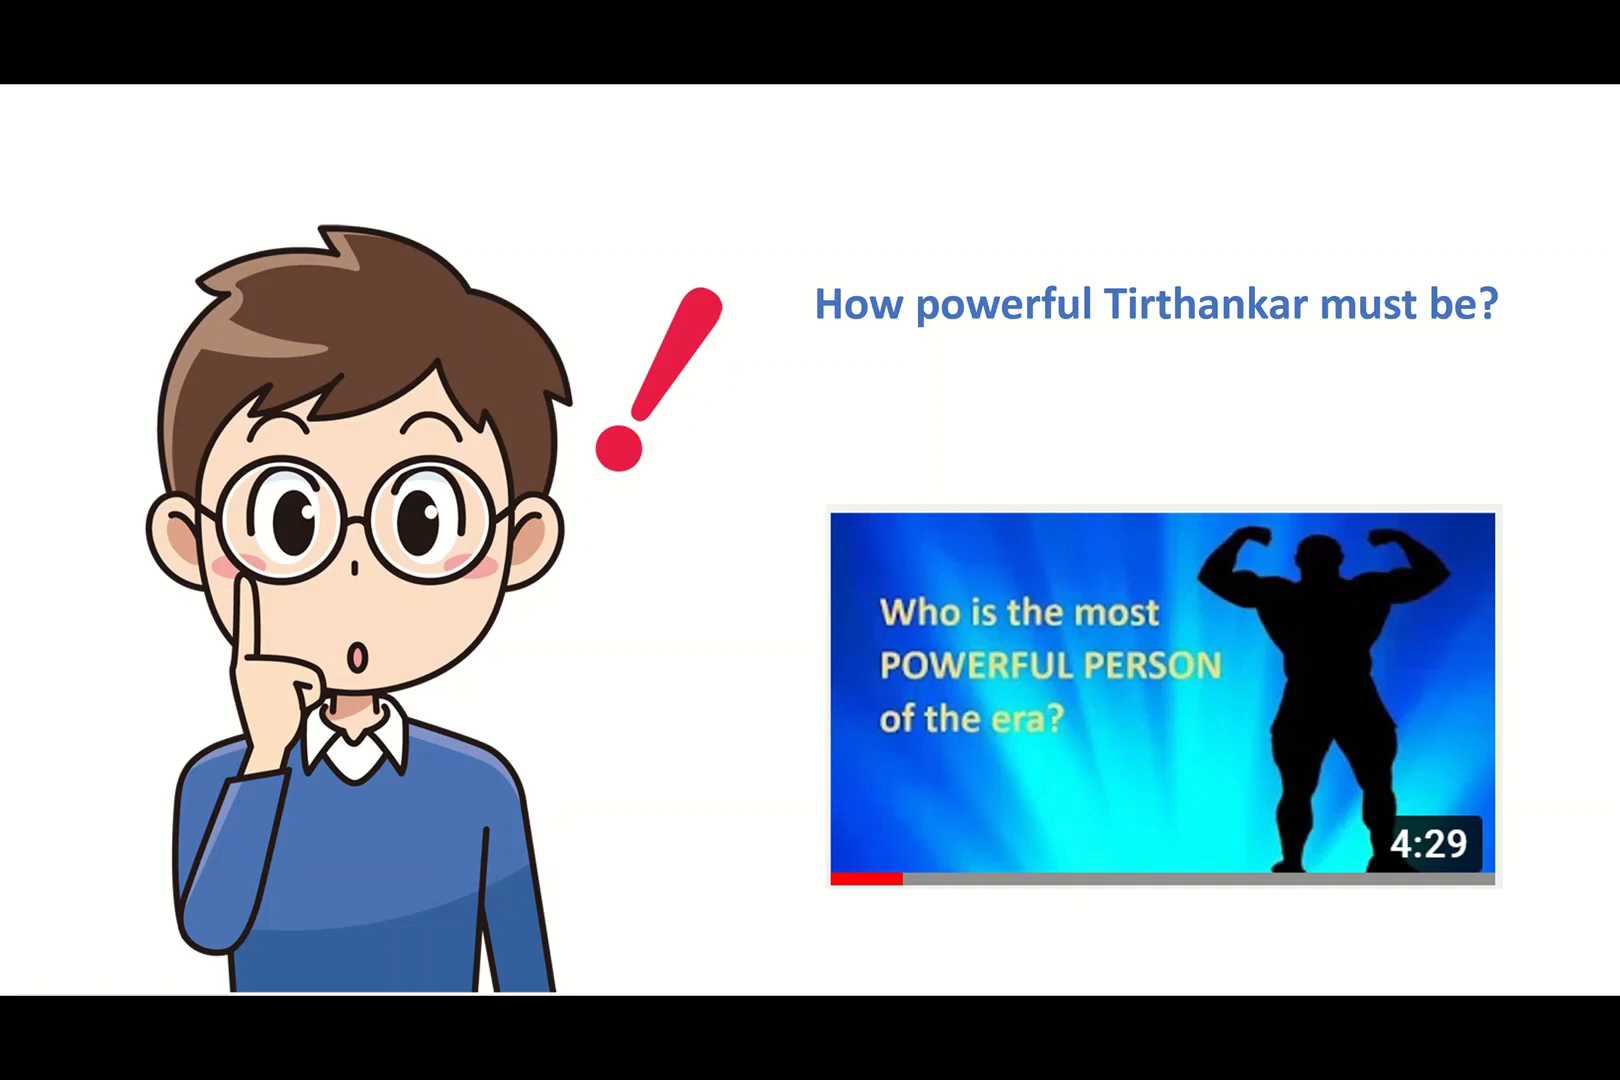 How powerful Tirthankar must be?
Who is the most
POWERFUL PERSON
of the era?
4:29